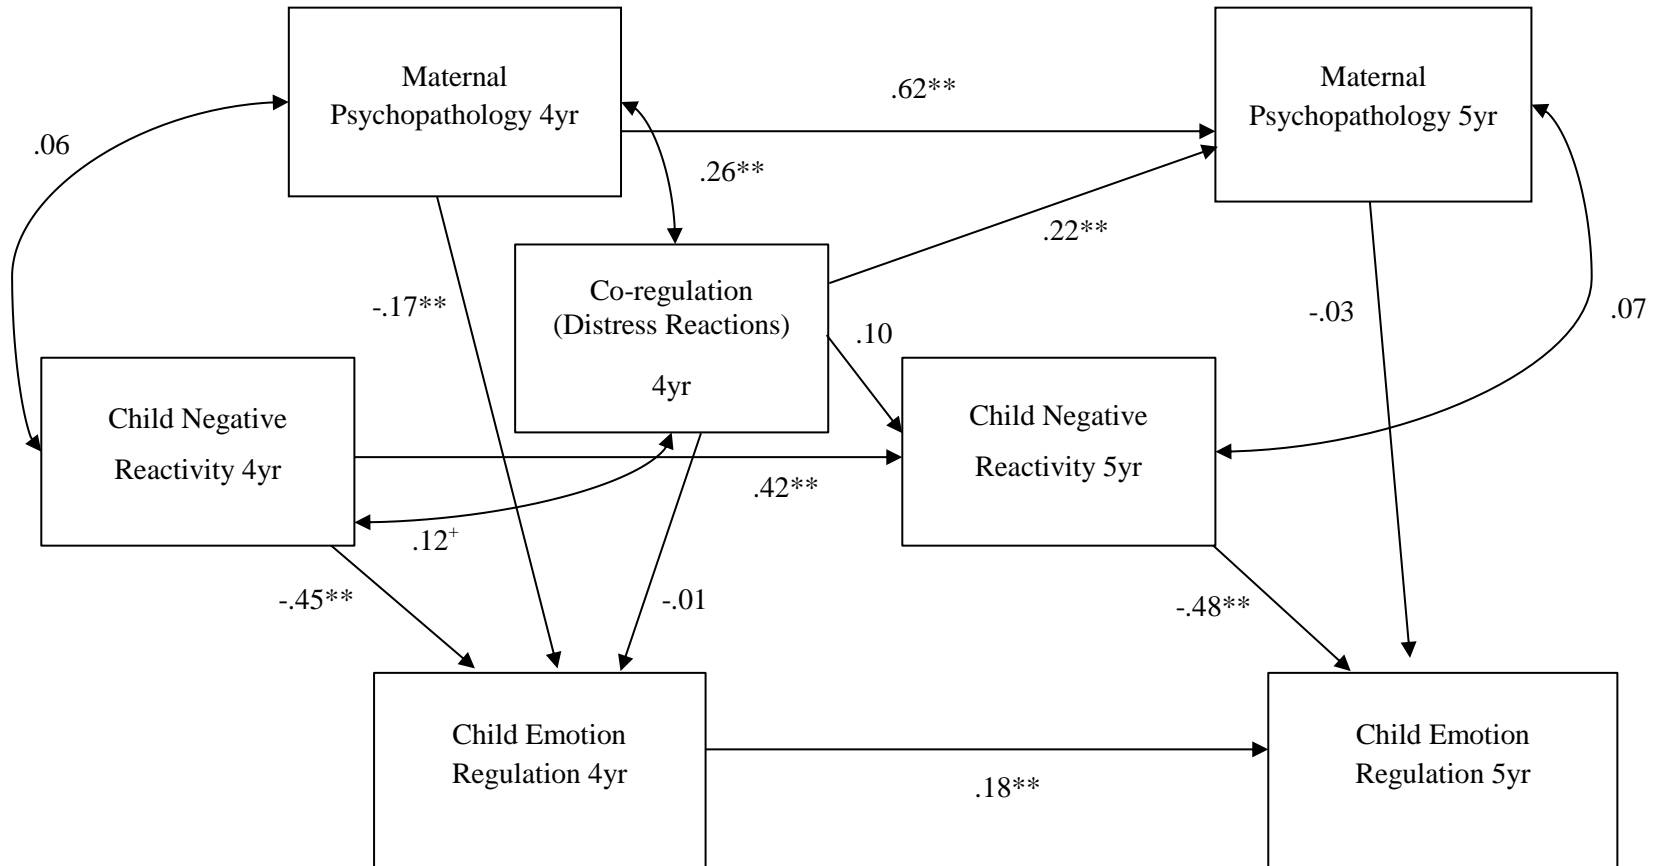 Maternal
Psychopathology 4yr
Maternal
Psychopathology 5yr
.62**
.06
.26**
.22**
Co-regulation
(Distress Reactions)
4yr
-.17**
-.03
.07
.10
Child Negative
Reactivity 4yr
Child Negative
Reactivity 5yr
.42**
.12+
-.45**
-.01
-.48**
Child Emotion
Regulation 4yr
Child Emotion
Regulation 5yr
.18**